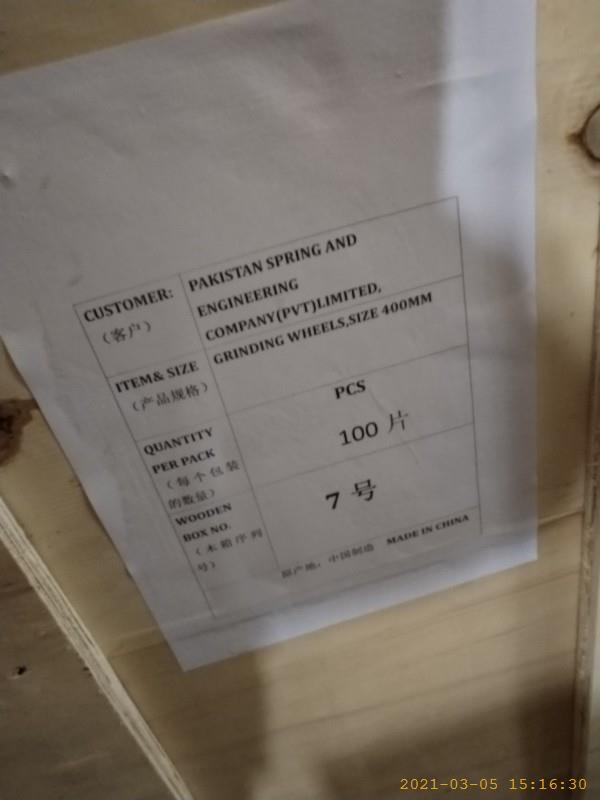 CUSTOMER:
（客户）
PAKISTAN SPRING AND
ENGINEERING
COMPANY(PVT)LIMITED,
ITEM& SIZE
（产品规格）
GRINDING WHEELS,SIZE 400MM
QUANTITY
PER PACK
（每个包装
的数量）
PCS
100 片
WOODEN
BOX NO.
（木箱序列
号）
7 号
原产地：中国制造 MADE IN CHINA
2021-03-05 15:16:30